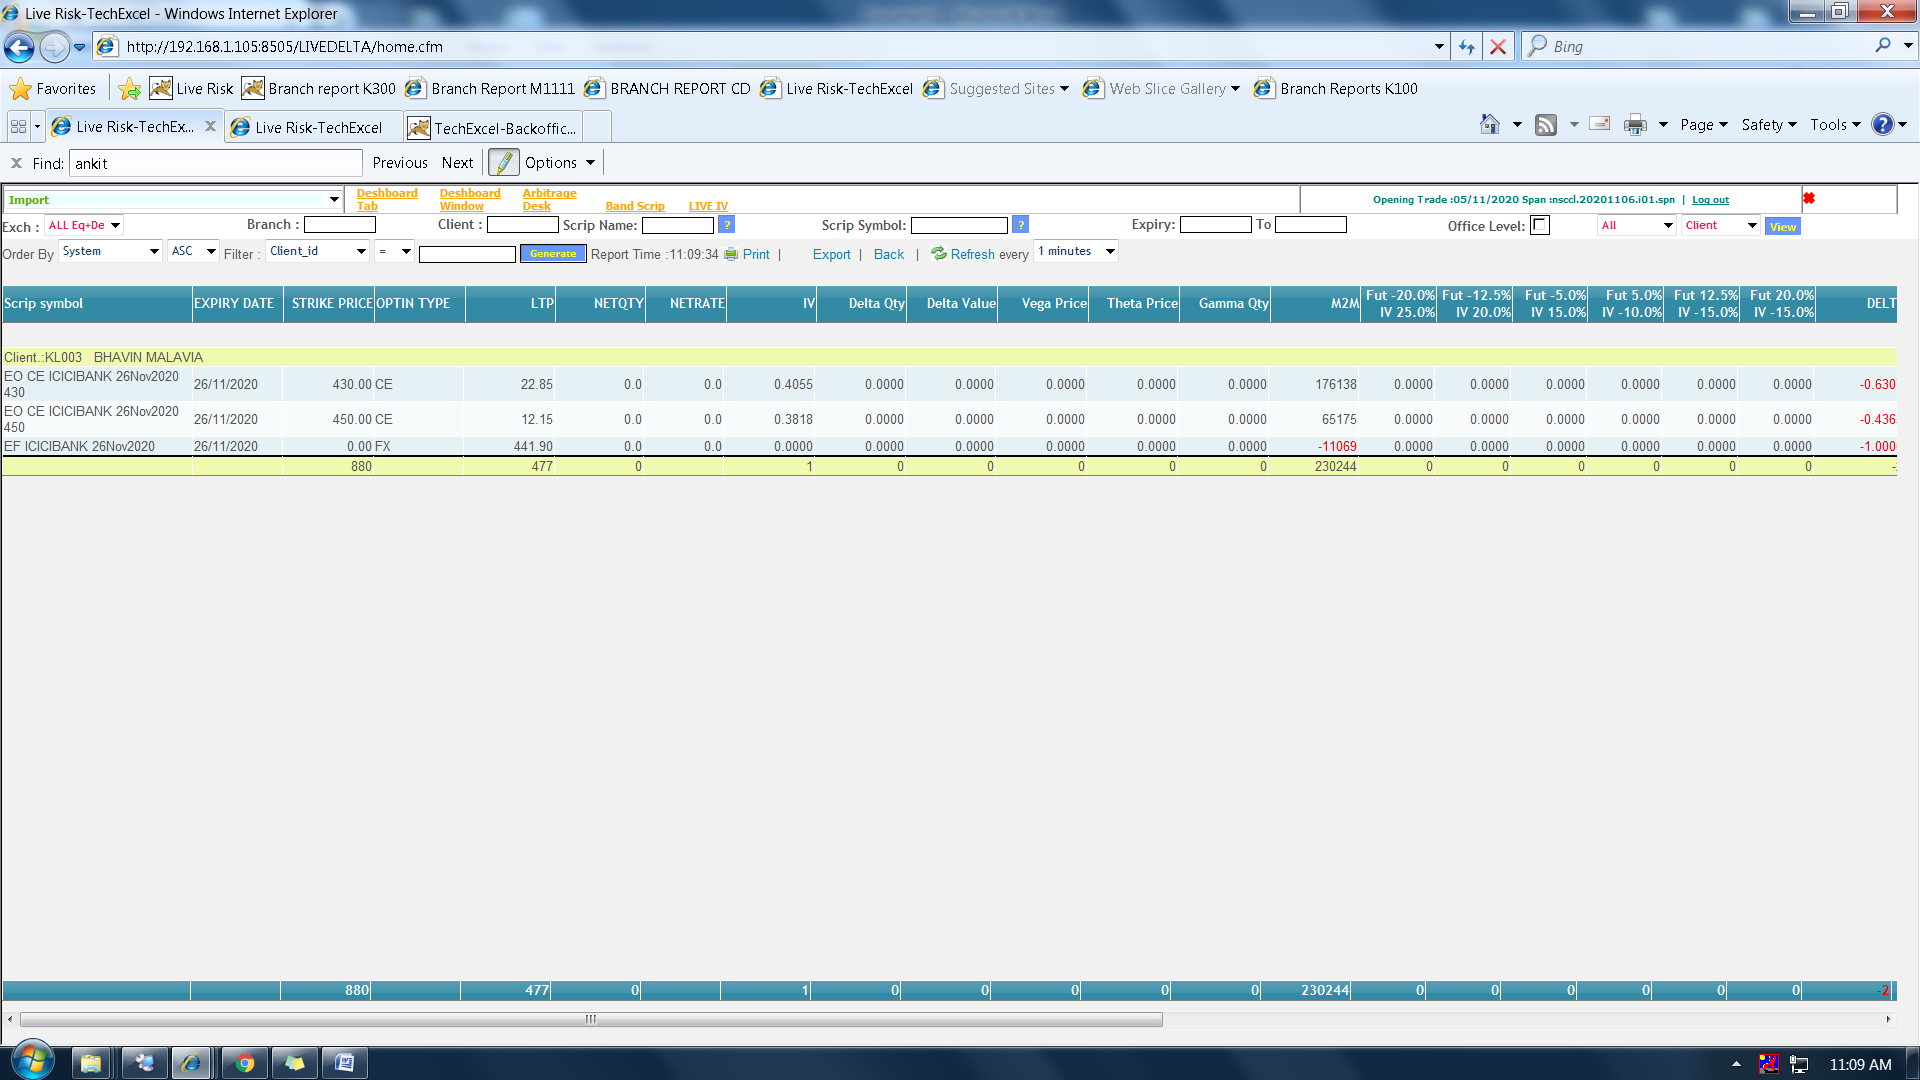 Live Risk-TechExcel - Windows Internet Explorer
http://192.168.1.105:8505/LIVEDELTA/home.cfm
Bing
Favorites Live Risk Branch report K300 Branch Report M1111 BRANCH REPORT CD Live Risk-TechExcel Suggested Sites Web Slice Gallery Branch Reports K100
Live Risk-TechEx... X Live Risk-TechExcel TechExcel-Backoffic... Page Safety Tools
x Find: ankit Previous Next Options
Import Deshboard Tab Deshboard Window Arbitrage Desk Band Scrip LIVE IV Opening Trade :05/11/2020 Span :nsccl.20201106.i01.spn | Log out
Exch : ALL Eq+De Branch : Client : Scrip Name: ? Scrip Symbol: ? Expiry: To Office Level: All Client View
Order By System ASC Filter : Client_id = Generate Report Time :11:09:34 Print | Export | Back | Refresh every 1 minutes
Scrip symbol EXPIRY DATE STRIKE PRICE OPTIN TYPE LTP NETQTY NETRATE IV Delta Qty Delta Value Vega Price Theta Price Gamma Qty M2M Fut -20.0% Fut -12.5% Fut -5.0% Fut 5.0% Fut 12.5% Fut 20.0% DELT
IV 25.0% IV 20.0% IV 15.0% IV -10.0% IV -15.0% IV -15.0%
Client.:KL003 BHAVIN MALAVIA
EO CE ICICIBANK 26Nov2020
430 26/11/2020 430.00 CE 22.85 0.0 0.0 0.4055 0.0000 0.0000 0.0000 0.0000 0.0000 176138 0.0000 0.0000 0.0000 0.0000 0.0000 0.0000 -0.630
EO CE ICICIBANK 26Nov2020
450 26/11/2020 450.00 CE 12.15 0.0 0.0 0.3818 0.0000 0.0000 0.0000 0.0000 0.0000 65175 0.0000 0.0000 0.0000 0.0000 0.0000 0.0000 -0.436
EF ICICIBANK 26Nov2020 26/11/2020 0.00 FX 441.90 0.0 0.0 0.0000 0.0000 0.0000 0.0000 0.0000 0.0000 -11069 0.0000 0.0000 0.0000 0.0000 0.0000 0.0000 -1.000
880 477 0 1 0 0 0 0 0 230244 0 0 0 0 0 0
880 477 0 1 0 0 0 0 0 230244 0 0 0 0 0 0 -2
11:09 AM